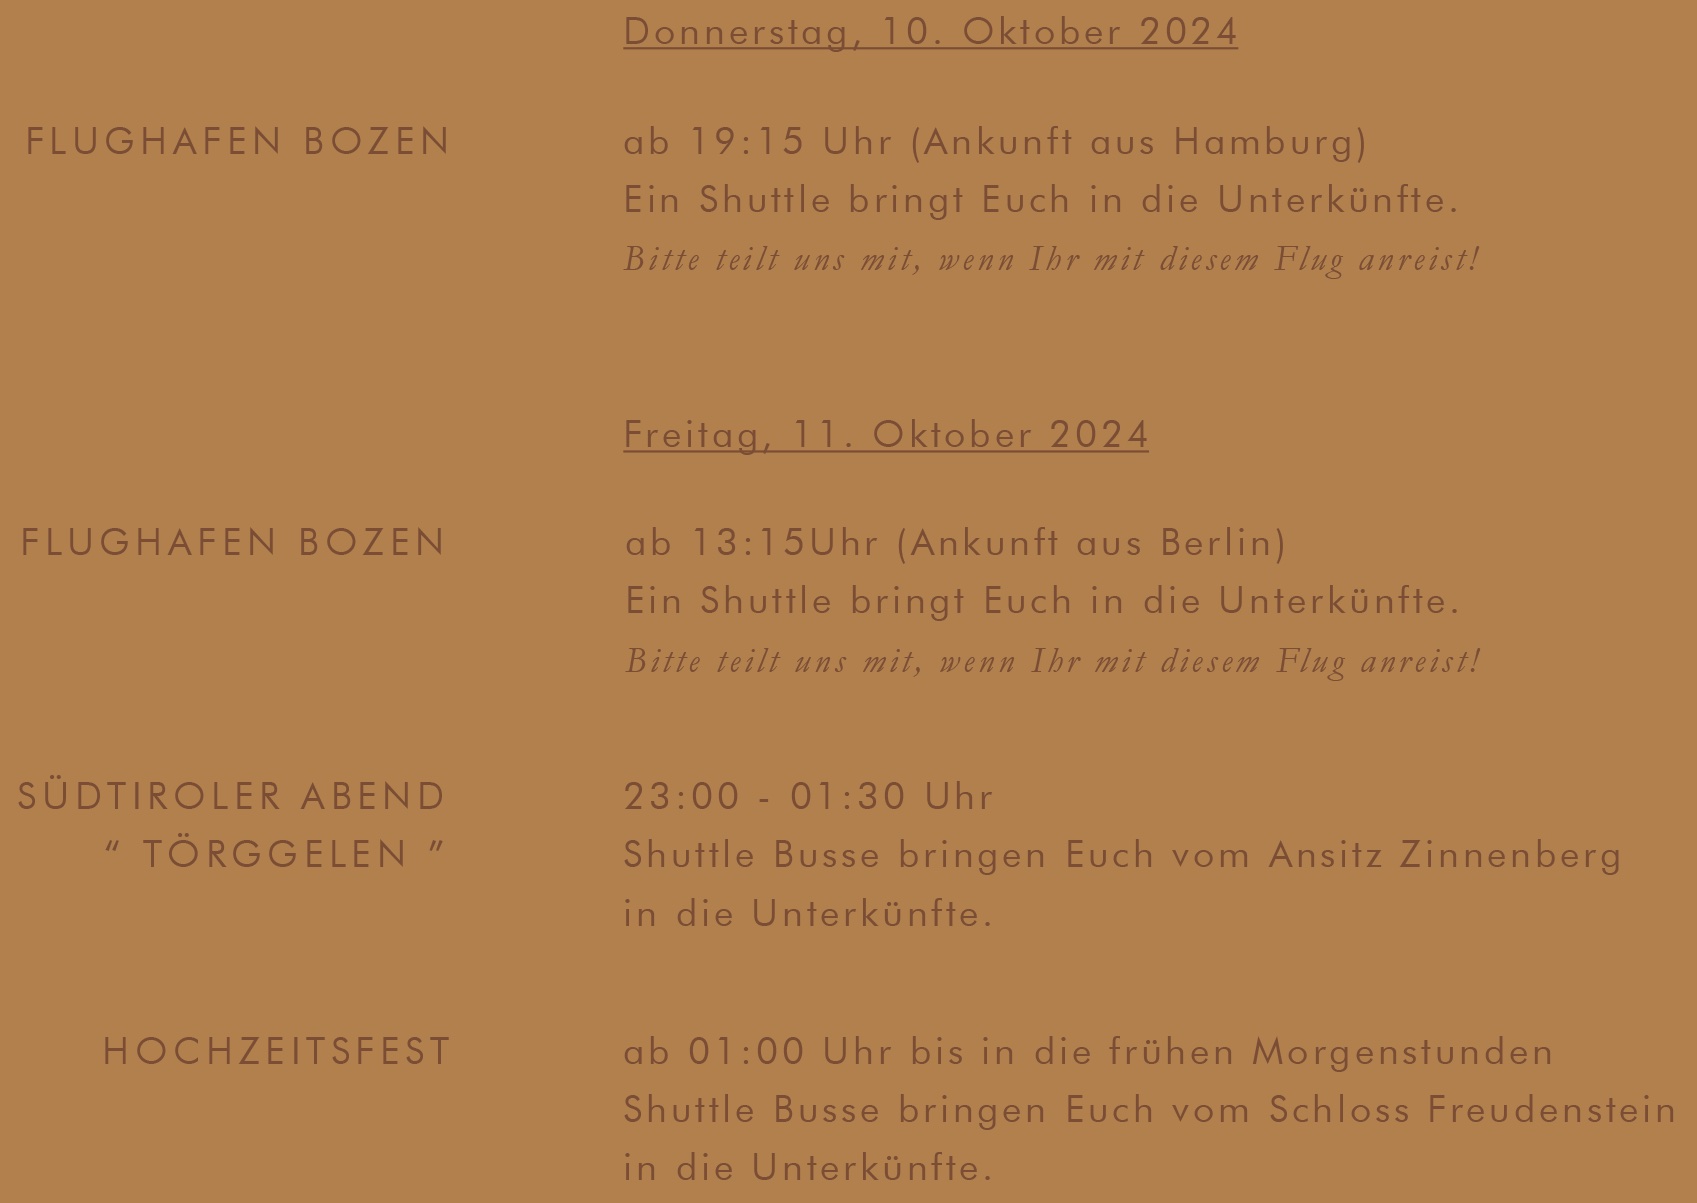 Donnerstag, 10. Oktober 2024
FLUGHAFEN BOZEN
ab 19:15 Uhr (Ankunft aus Hamburg)
Ein Shuttle bringt Euch in die Unterkünfte.
Bitte teilt uns mit, wenn Ihr mit diesem Flug anreist!
Freitag, 11. Oktober 2024
FLUGHAFEN BOZEN
ab 13:15Uhr (Ankunft aus Berlin)
Ein Shuttle bringt Euch in die Unterkünfte.
Bitte teilt uns mit, wenn Ihr mit diesem Flug anreist!
SÜDTIROLER ABEND
“ TÖRGGELEN ”
23:00 - 01:30 Uhr
Shuttle Busse bringen Euch vom Ansitz Zinnenberg
in die Unterkünfte.
HOCHZEITSFEST
ab 01:00 Uhr bis in die frühen Morgenstunden
Shuttle Busse bringen Euch vom Schloss Freudenstein
in die Unterkünfte.